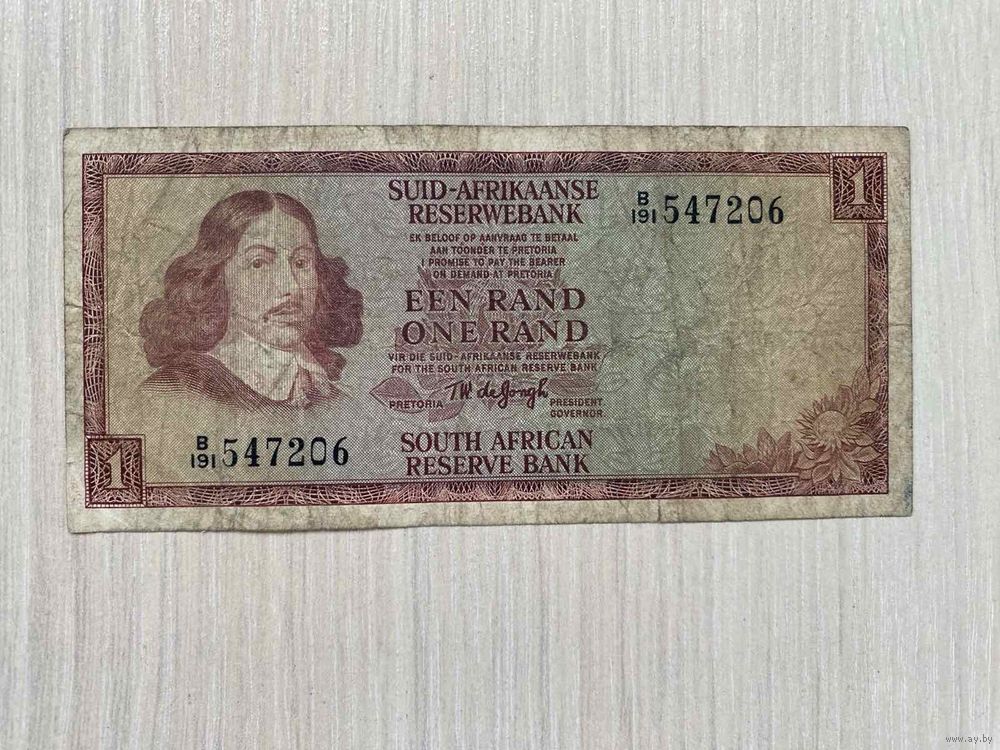 SUID-AFRIKAANSE
RESERWEBANK
B
191 547206
1
EK BELOOF OP AANVRAAG TE BETAAL
AAN TOONDER TE PRETORIA
I PROMISE TO PAY THE BEARER
ON DEMAND AT PRETORIA
EEN RAND
ONE RAND
VIR DIE SUID-AFRIKAANSE RESERWEBANK
FOR THE SOUTH AFRICAN RESERVE BANK
T.W. de Jongh
PRETORIA
PRESIDENT
GOVERNOR
B
191 547206
SOUTH AFRICAN
RESERVE BANK
1
www.ay.by